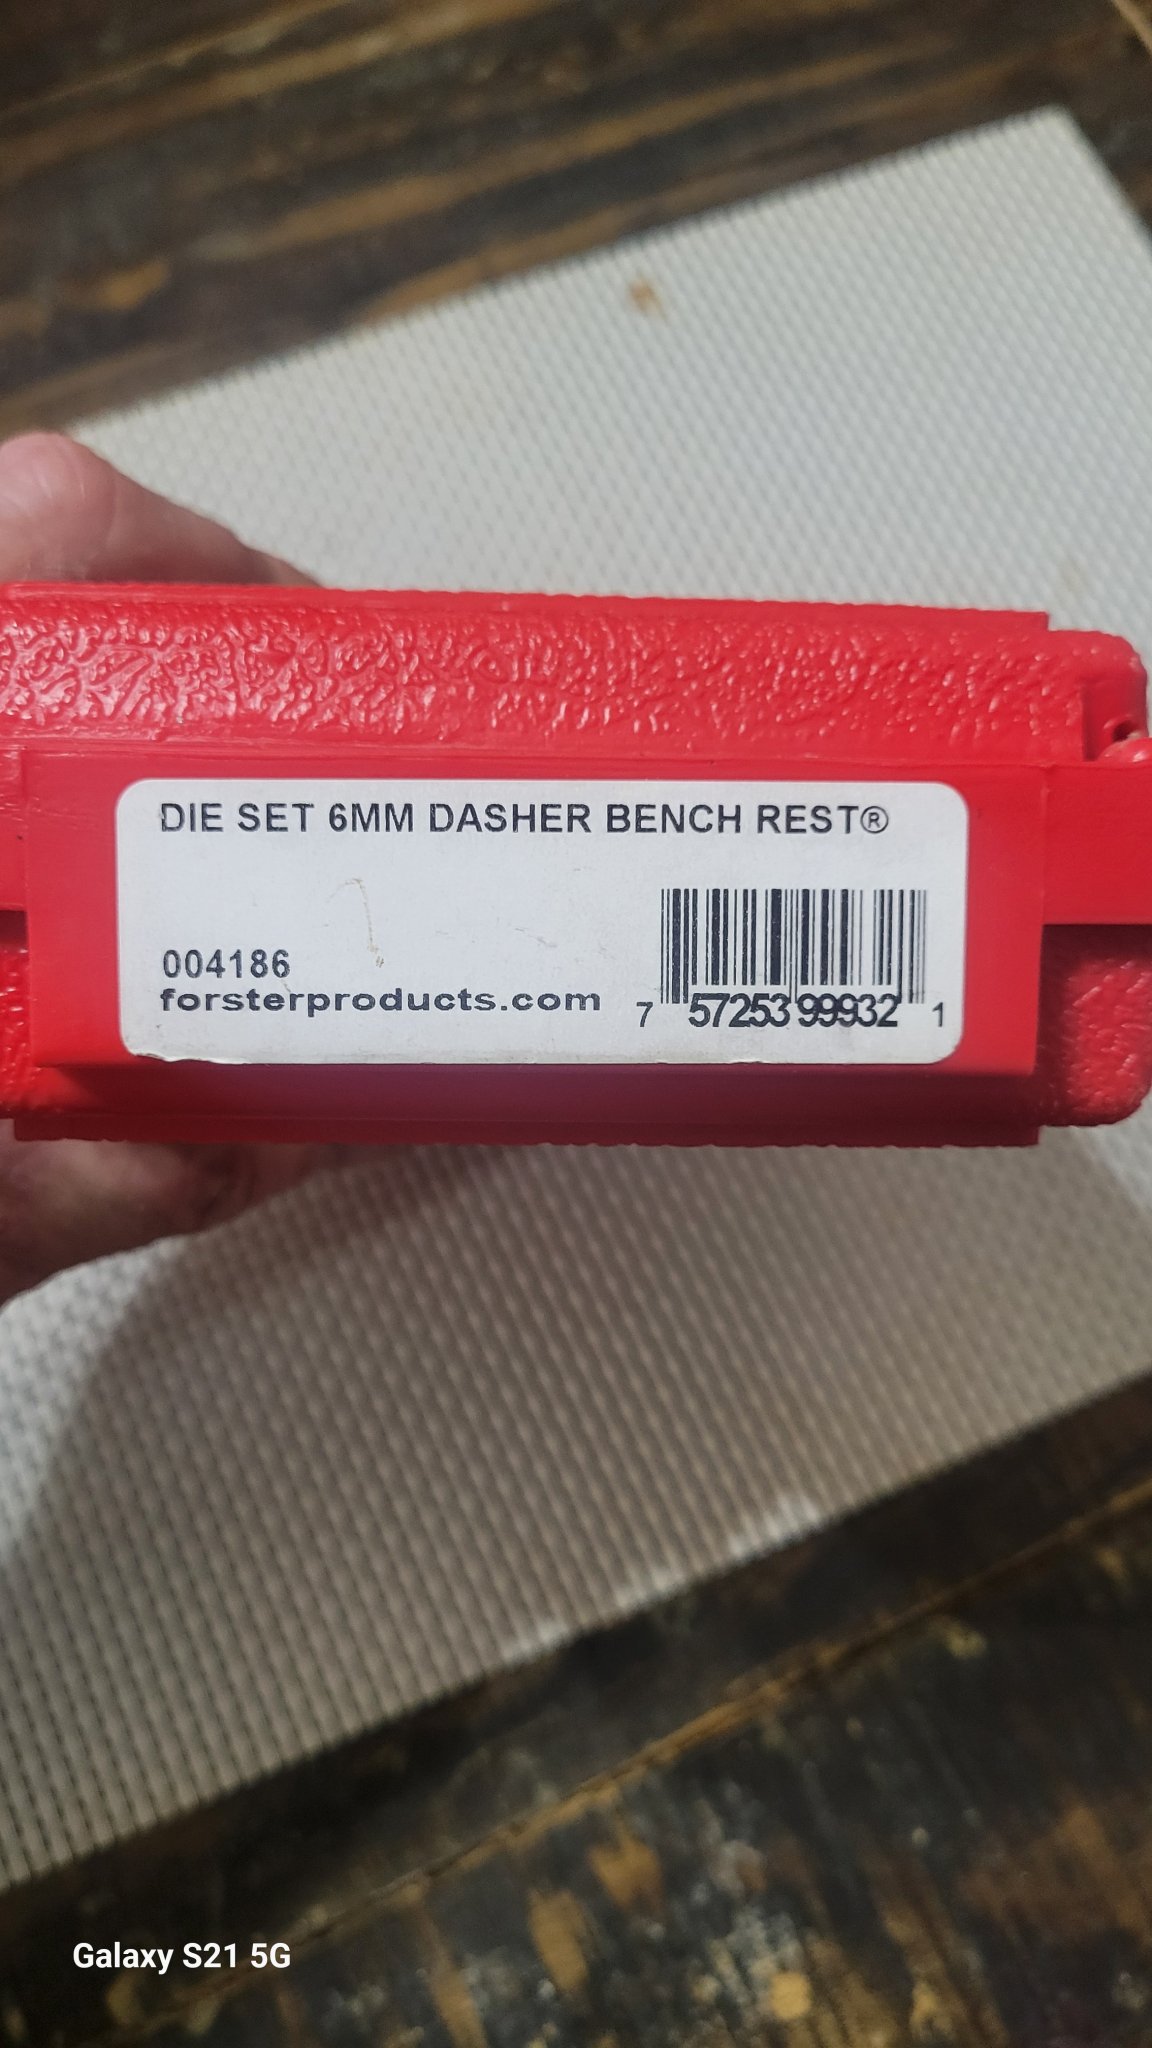 DIE SET 6MM DASHER BENCH REST®
004186
forsterproducts.com
7 57253 99932 1
Galaxy S21 5G